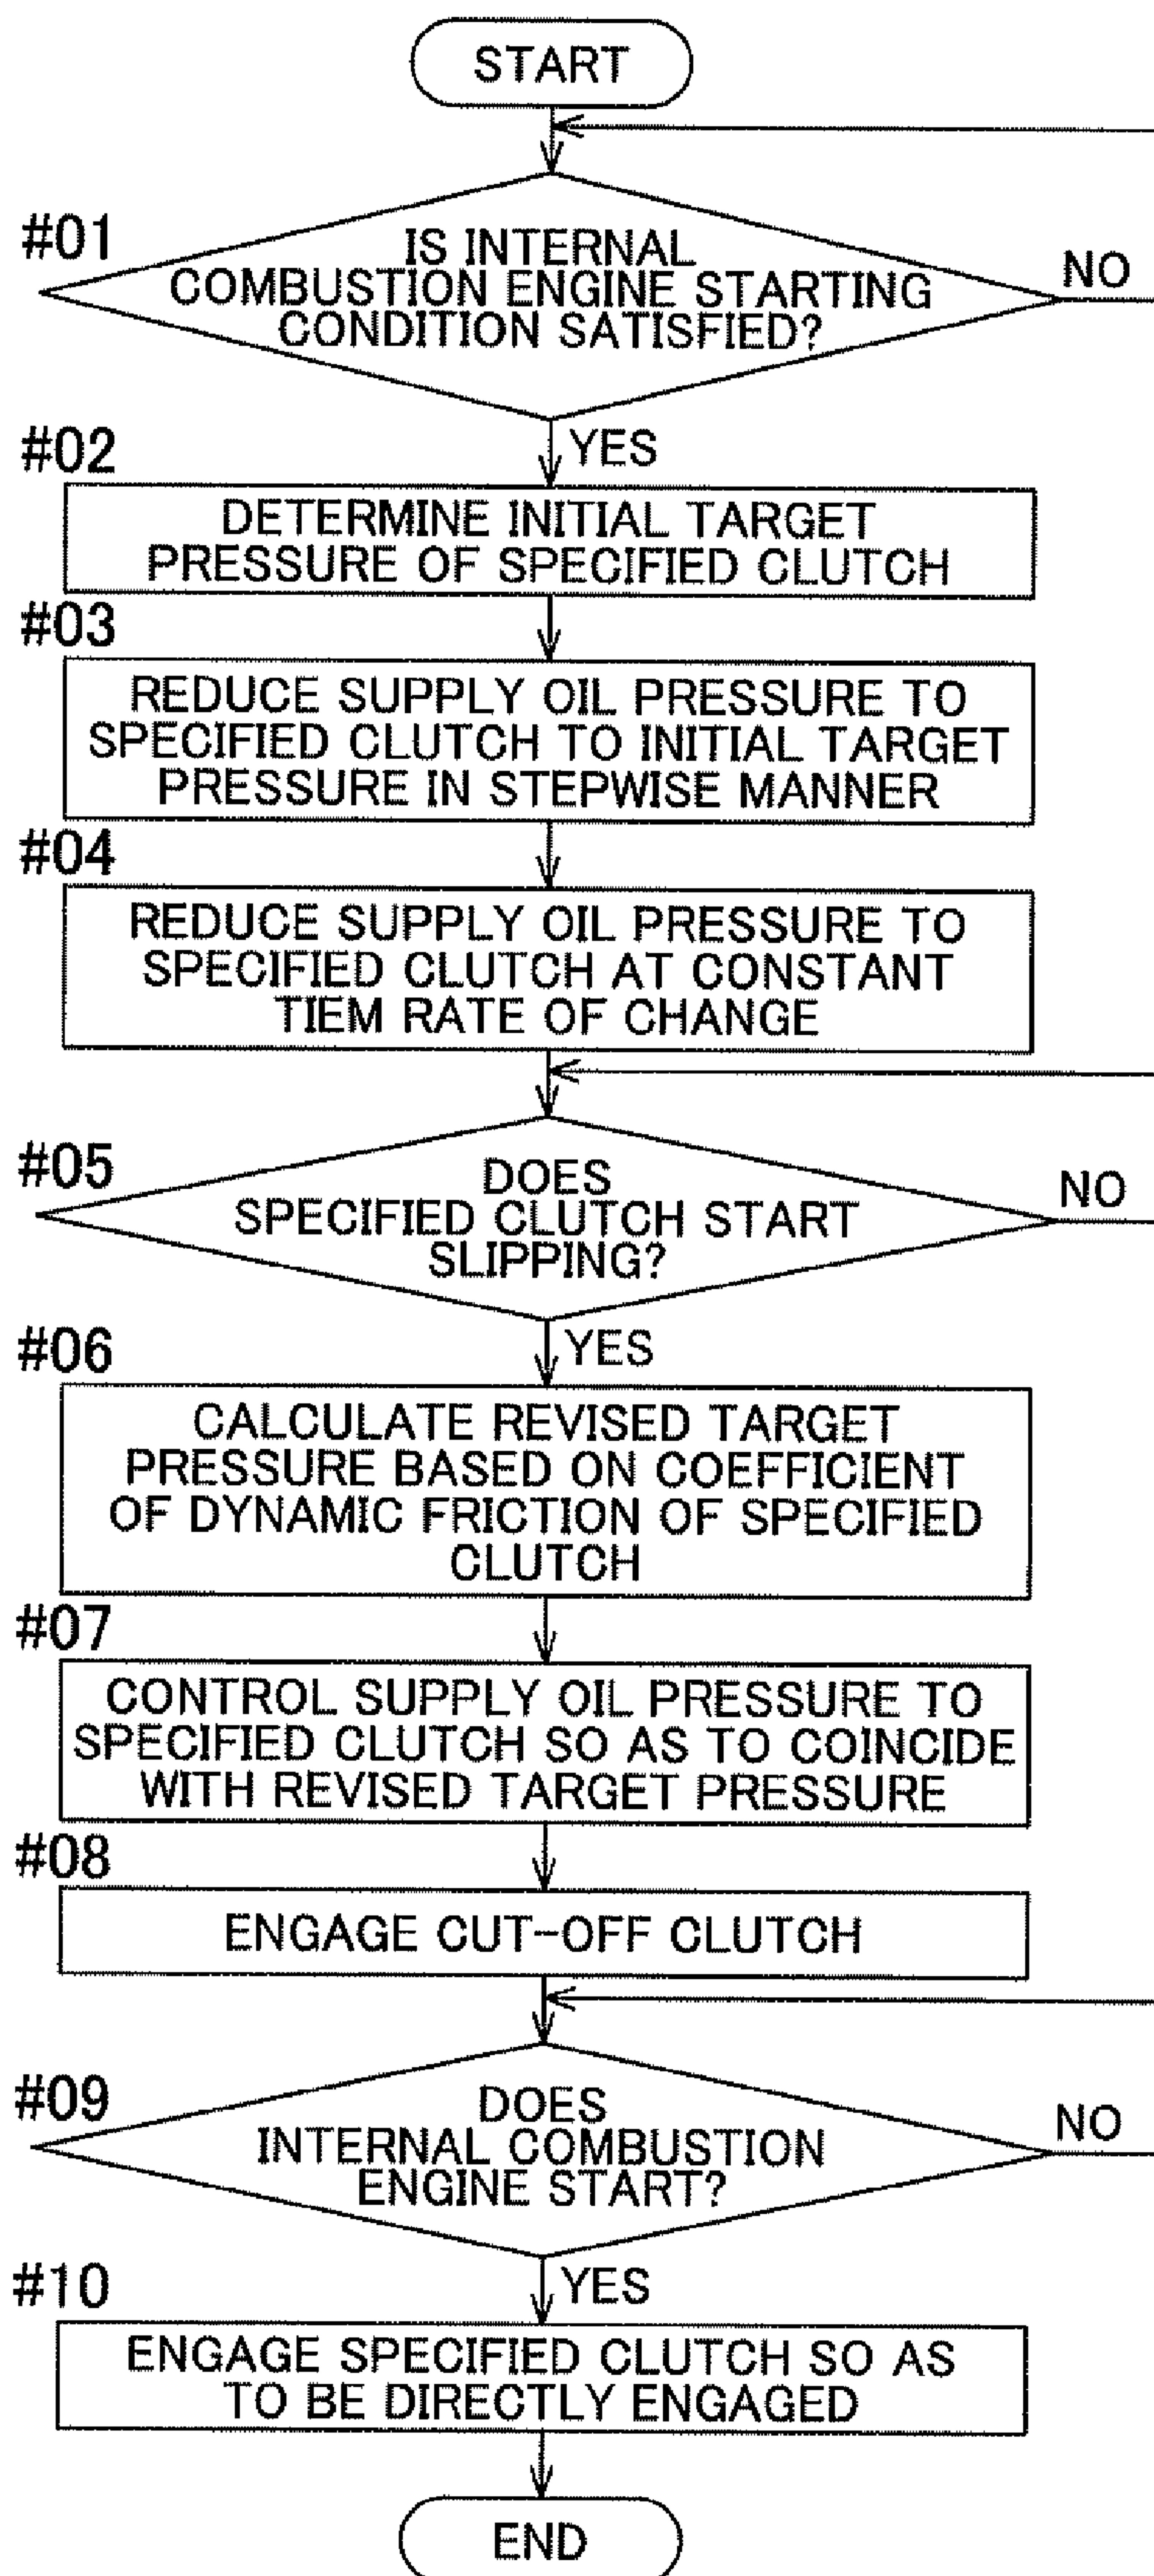 START
#01
IS INTERNAL
COMBUSTION ENGINE STARTING
CONDITION SATISFIED?
NO
YES
#02
DETERMINE INITIAL TARGET
PRESSURE OF SPECIFIED CLUTCH
#03
REDUCE SUPPLY OIL PRESSURE TO
SPECIFIED CLUTCH TO INITIAL TARGET
PRESSURE IN STEPWISE MANNER
#04
REDUCE SUPPLY OIL PRESSURE TO
SPECIFIED CLUTCH AT CONSTANT
TIEM RATE OF CHANGE
#05
DOES
SPECIFIED CLUTCH START
SLIPPING?
NO
YES
#06
CALCULATE REVISED TARGET
PRESSURE BASED ON COEFFICIENT
OF DYNAMIC FRICTION OF SPECIFIED
CLUTCH
#07
CONTROL SUPPLY OIL PRESSURE TO
SPECIFIED CLUTCH SO AS TO COINCIDE
WITH REVISED TARGET PRESSURE
#08
ENGAGE CUT-OFF CLUTCH
#09
DOES
INTERNAL COMBUSTION
ENGINE START?
NO
YES
#10
ENGAGE SPECIFIED CLUTCH SO AS
TO BE DIRECTLY ENGAGED
END